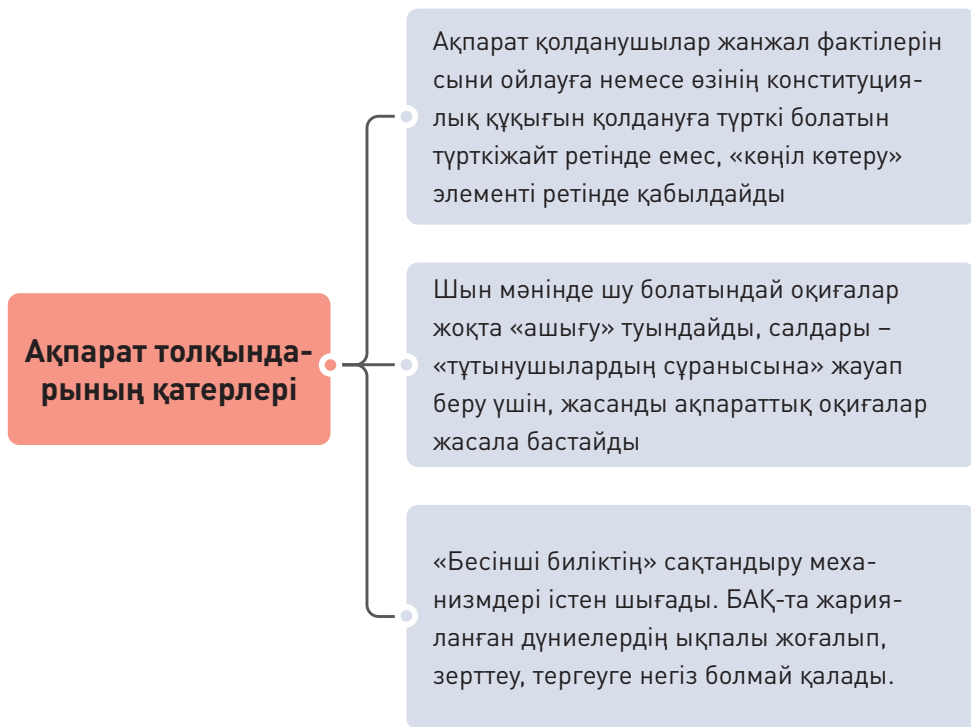 Ақпарат қолданушылар жанжал фактілерін
сыни ойлауға немесе өзінің конституция-
лық құқығын қолдануға түрткі болатын
түрткіжайт ретінде емес, «көңіл көтеру»
элементі ретінде қабылдайды
Ақпарат толқында-
рының қатерлері
Шын мәнінде шу болатындай оқиғалар
жоқта «ашығу» туындайды, салдары –
«тұтынушылардың сұранысына» жауап
беру үшін, жасанды ақпараттық оқиғалар
жасала бастайды
«Бесінші биліктің» сақтандыру меха-
низмдері істен шығады. БАҚ-та жария-
ланған дүниелердің ықпалы жоғалып,
зерттеу, тергеуге негіз болмай қалады.